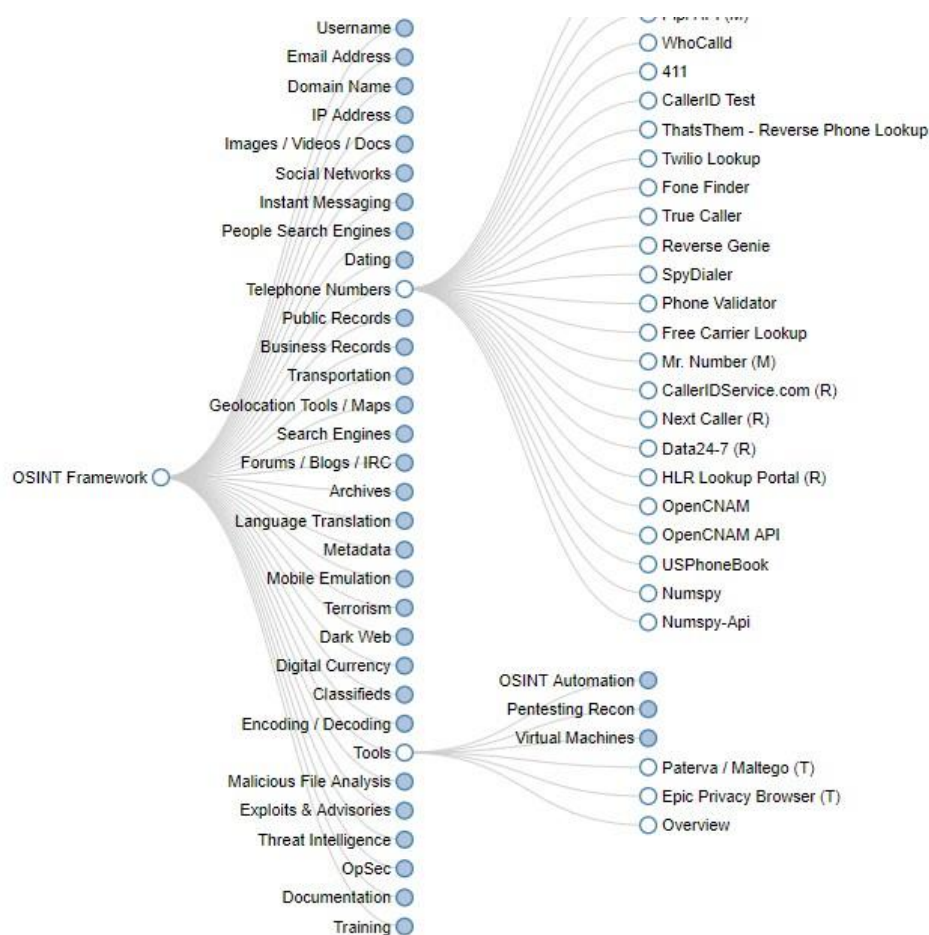 Username
Email Address
Domain Name
IP Address
Images / Videos / Docs
Social Networks
Instant Messaging
People Search Engines
Dating
Telephone Numbers
Public Records
Business Records
Transportation
Geolocation Tools / Maps
Search Engines
Forums / Blogs / IRC
Archives
Language Translation
Metadata
Mobile Emulation
Terrorism
Dark Web
Digital Currency
Classifieds
Encoding / Decoding
Tools
Malicious File Analysis
Exploits & Advisories
Threat Intelligence
OpSec
Documentation
Training
OSINT Framework
WhoCalld
411
CallerID Test
ThatsThem - Reverse Phone Lookup
Twilio Lookup
Fone Finder
True Caller
Reverse Genie
SpyDialer
Phone Validator
Free Carrier Lookup
Mr. Number (M)
CallerIDService.com (R)
Next Caller (R)
Data24-7 (R)
HLR Lookup Portal (R)
OpenCNAM
OpenCNAM API
USPhoneBook
Numspy
Numspy-Api
OSINT Automation
Pentesting Recon
Virtual Machines
Paterva / Maltego (T)
Epic Privacy Browser (T)
Overview